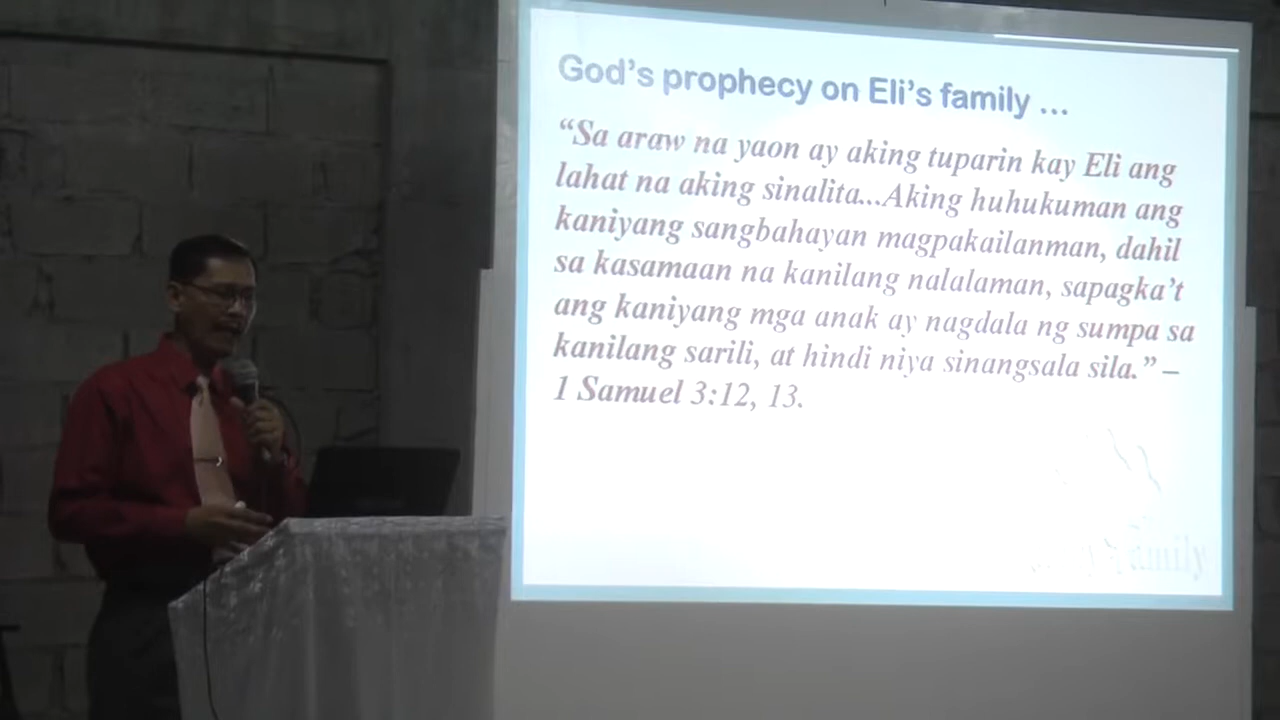 God's prophecy on Eli's family ...
“Sa araw na yaon ay aking tuparin kay Eli ang
lahat na aking sinalita...Aking huhukuman ang
kaniyang sangbahayan magpakailanman, dahil
sa kasamaan na kanilang nalalaman, sapagka't
ang kaniyang mga anak ay nagdala ng sumpa sa
kanilang sarili, at hindi niya sinangsala sila.” –
1 Samuel 3:12, 13.